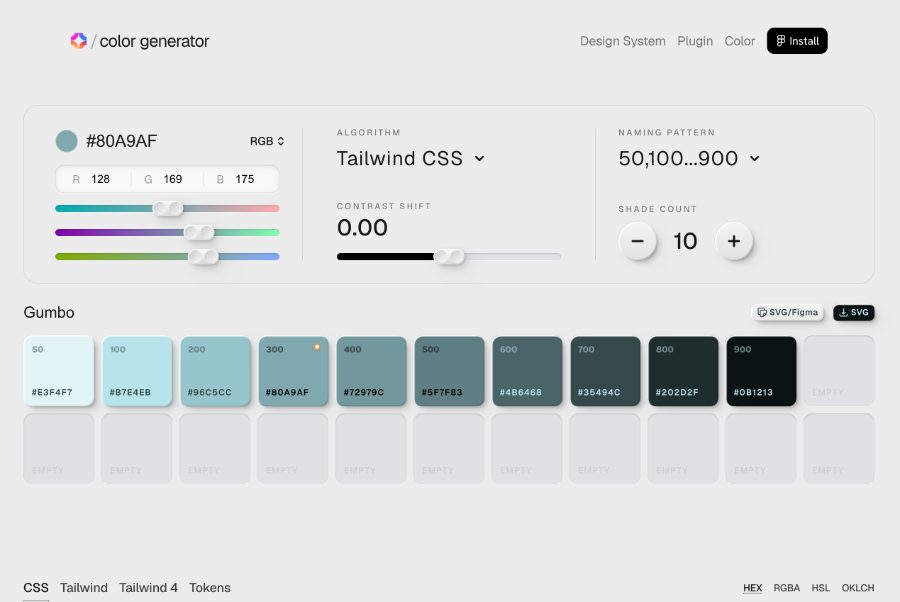 / color generator
Design System Plugin Color Install
#80A9AF RGB
R 128 G 169 B 175
ALGORITHM
Tailwind CSS
CONTRAST SHIFT
0.00
NAMING PATTERN
50,100...900
SHADE COUNT
− 10 +
Gumbo
SVG/Figma SVG
50 100 200 300 400 500 600 700 800 900
#E3F4F7 #B7E4EB #96C5CC #80A9AF #72979C #5F7F83 #4B6468 #35494C #202D2F #0B1213 EMPTY
EMPTY EMPTY EMPTY EMPTY EMPTY EMPTY EMPTY EMPTY EMPTY EMPTY EMPTY
CSS Tailwind Tailwind 4 Tokens
HEX RGBA HSL OKLCH